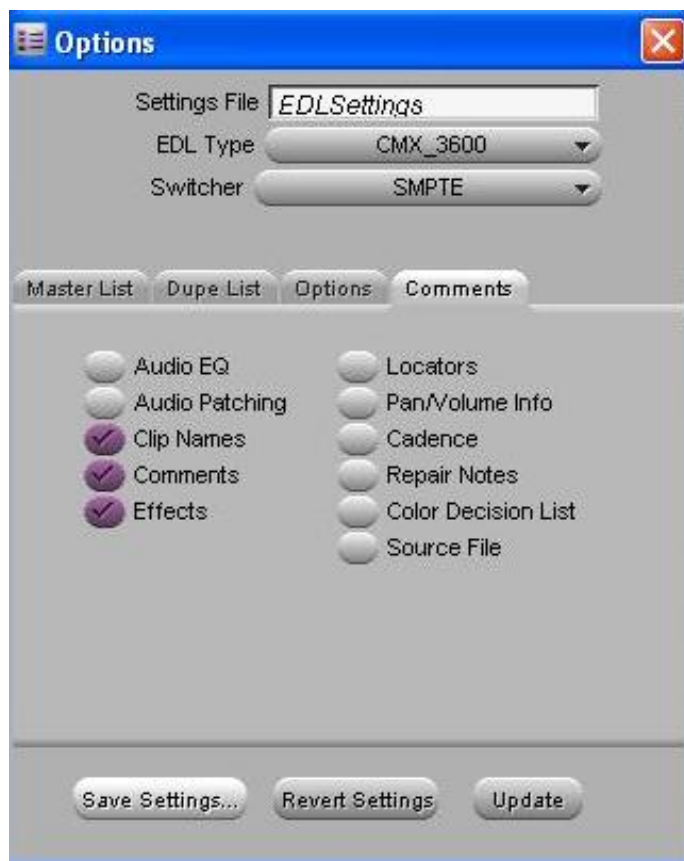 Options
Settings File EDLSettings
EDL Type CMX_3600
Switcher SMPTE
Master List Dupe List Options Comments
Audio EQ Locators
Audio Patching Pan/Volume Info
Clip Names Cadence
Comments Repair Notes
Effects Color Decision List
Source File
Save Settings... Revert Settings Update